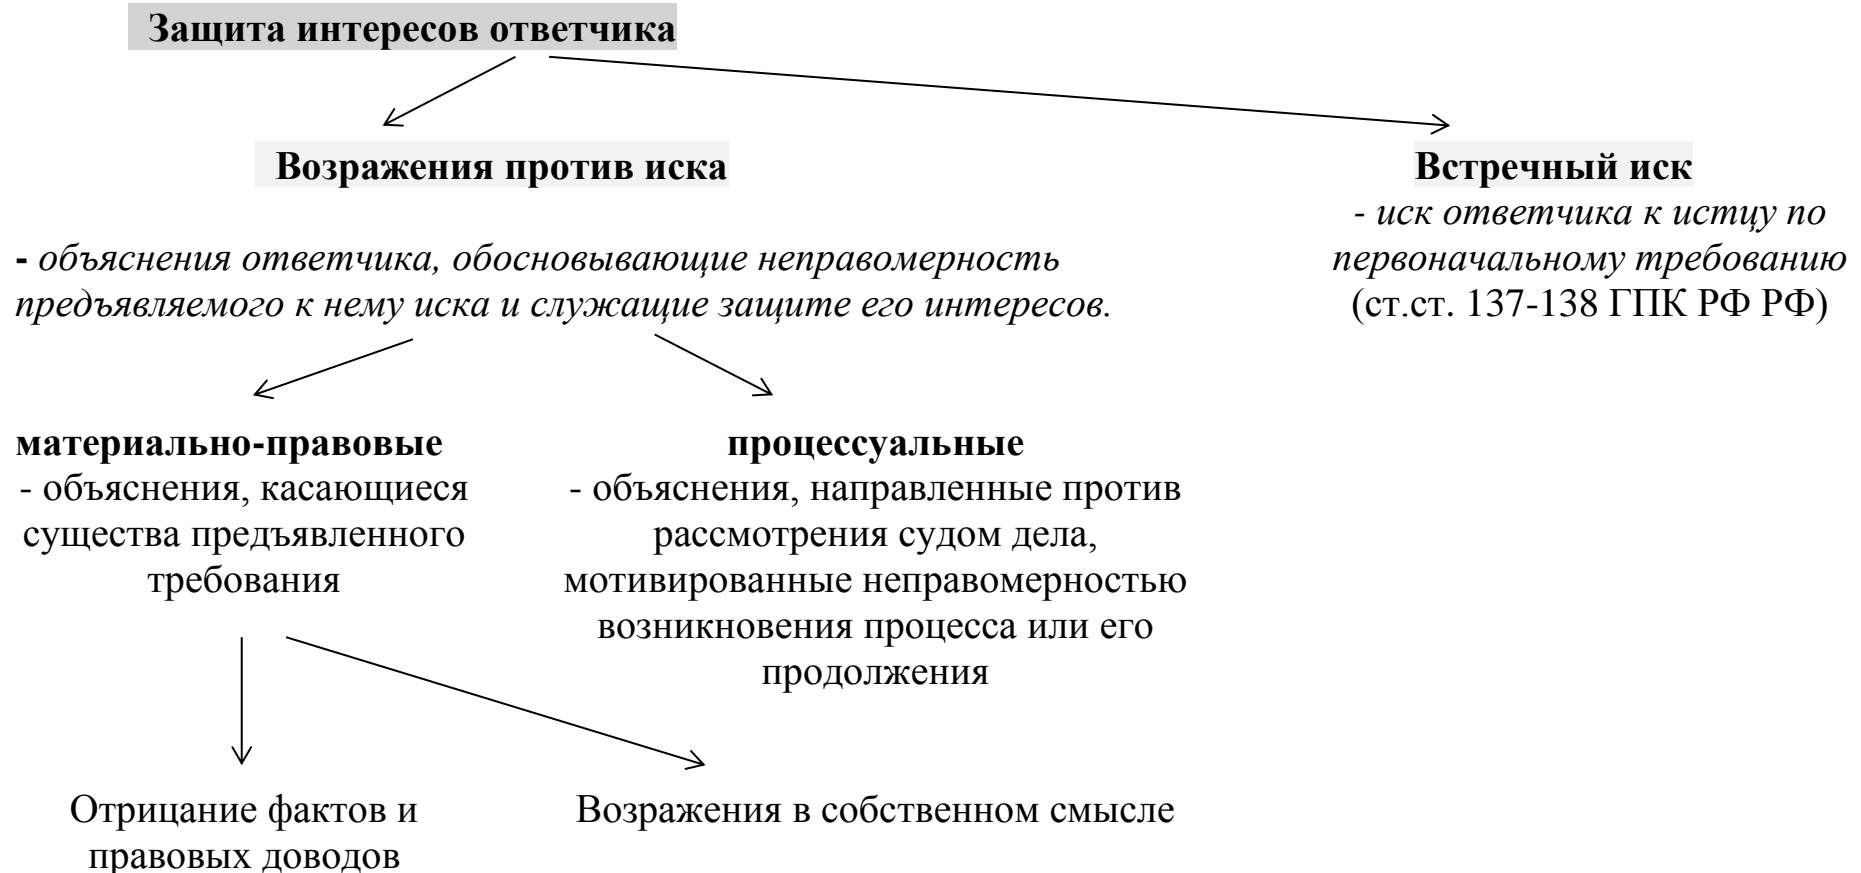 Защита интересов ответчика
Возражения против иска
- объяснения ответчика, обосновывающие неправомерность
предъявляемого к нему иска и служащие защите его интересов.
Встречный иск
- иск ответчика к истцу по
первоначальному требованию
(ст.ст. 137-138 ГПК РФ РФ)
материально-правовые
- объяснения, касающиеся
существа предъявленного
требования
процессуальные
- объяснения, направленные против
рассмотрения судом дела,
мотивированные неправомерностью
возникновения процесса или его
продолжения
Отрицание фактов и
правовых доводов
Возражения в собственном смысле